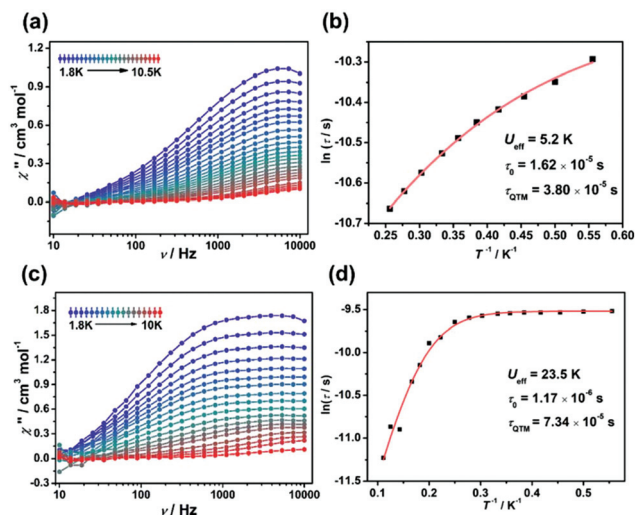 (a)
1.2
0.9
0.6
0.3
0.0
χ'' / cm³ mol⁻¹
1.8K
10.5K
10
100
1000
10000
ν / Hz
(b)
-10.3
-10.4
-10.5
-10.6
-10.7
ln (τ / s)
U_eff = 5.2 K
τ₀ = 1.62 × 10⁻⁵ s
τ_QTM = 3.80 × 10⁻⁵ s
0.25 0.30 0.35 0.40 0.45 0.50 0.55 0.60
T⁻¹ / K⁻¹
(c)
1.8
1.5
1.2
0.9
0.6
0.3
0.0
-0.3
χ'' / cm³ mol⁻¹
1.8K
10K
10
100
1000
10000
ν / Hz
(d)
-9.5
-10.0
-10.5
-11.0
-11.5
ln(τ / s)
U_eff = 23.5 K
τ₀ = 1.17 × 10⁻⁶ s
τ_QTM = 7.34 × 10⁻⁵ s
0.1 0.2 0.3 0.4 0.5
T⁻¹ / K⁻¹